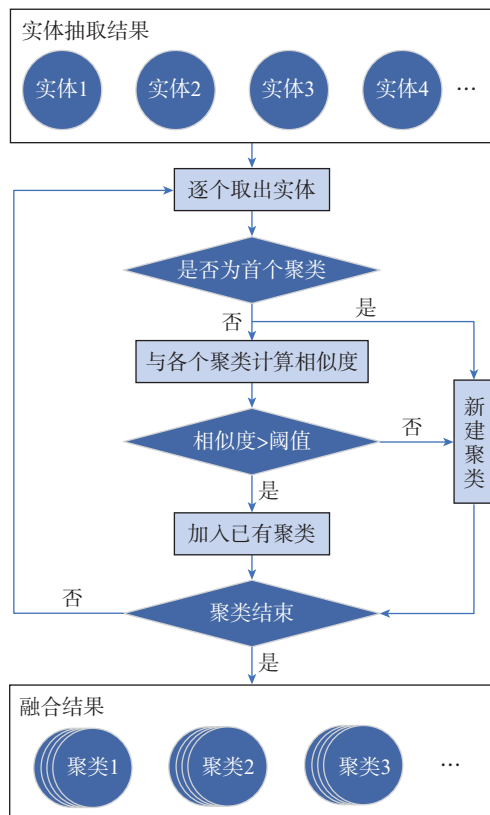 实体抽取结果
实体1 实体2 实体3 实体4 …
逐个取出实体
是否为首个聚类
否 是
与各个聚类计算相似度
相似度>阈值
否
新建聚类
是
加入已有聚类
否
聚类结束
是
融合结果
聚类1 聚类2 聚类3 …